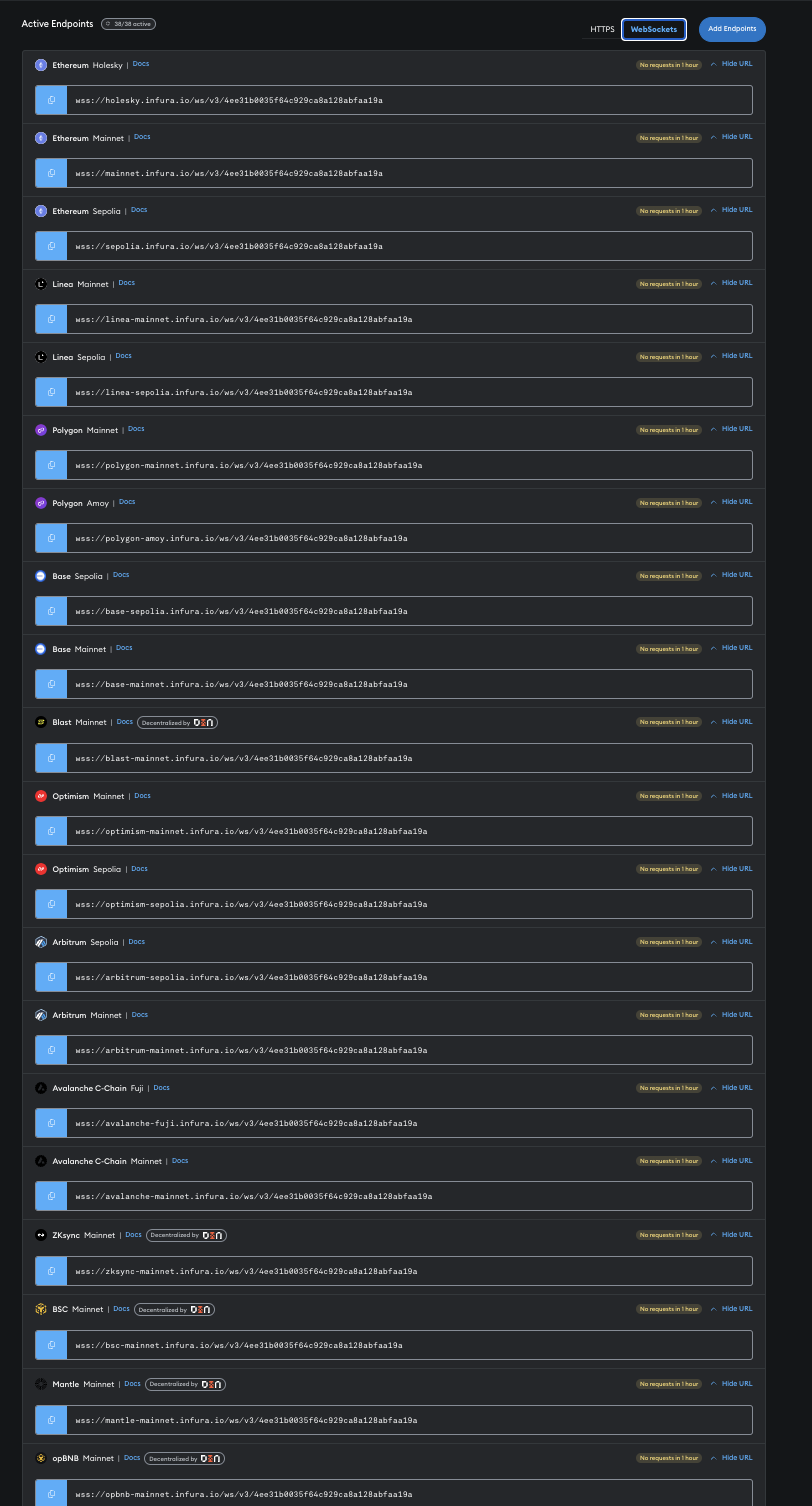 Active Endpoints 38/38 active
HTTPS WebSockets Add Endpoints
Ethereum Holesky | Docs No requests in 1 hour Hide URL
wss://holesky.infura.io/ws/v3/4ee31b0035f64c929ca8a128abfaa19a
Ethereum Mainnet | Docs No requests in 1 hour Hide URL
wss://mainnet.infura.io/ws/v3/4ee31b0035f64c929ca8a128abfaa19a
Ethereum Sepolia | Docs No requests in 1 hour Hide URL
wss://sepolia.infura.io/ws/v3/4ee31b0035f64c929ca8a128abfaa19a
Linea Mainnet | Docs No requests in 1 hour Hide URL
wss://linea-mainnet.infura.io/ws/v3/4ee31b0035f64c929ca8a128abfaa19a
Linea Sepolia | Docs No requests in 1 hour Hide URL
wss://linea-sepolia.infura.io/ws/v3/4ee31b0035f64c929ca8a128abfaa19a
Polygon Mainnet | Docs No requests in 1 hour Hide URL
wss://polygon-mainnet.infura.io/ws/v3/4ee31b0035f64c929ca8a128abfaa19a
Polygon Amoy | Docs No requests in 1 hour Hide URL
wss://polygon-amoy.infura.io/ws/v3/4ee31b0035f64c929ca8a128abfaa19a
Base Sepolia | Docs No requests in 1 hour Hide URL
wss://base-sepolia.infura.io/ws/v3/4ee31b0035f64c929ca8a128abfaa19a
Base Mainnet | Docs No requests in 1 hour Hide URL
wss://base-mainnet.infura.io/ws/v3/4ee31b0035f64c929ca8a128abfaa19a
Blast Mainnet | Docs Decentralized by DIN No requests in 1 hour Hide URL
wss://blast-mainnet.infura.io/ws/v3/4ee31b0035f64c929ca8a128abfaa19a
Optimism Mainnet | Docs No requests in 1 hour Hide URL
wss://optimism-mainnet.infura.io/ws/v3/4ee31b0035f64c929ca8a128abfaa19a
Optimism Sepolia | Docs No requests in 1 hour Hide URL
wss://optimism-sepolia.infura.io/ws/v3/4ee31b0035f64c929ca8a128abfaa19a
Arbitrum Sepolia | Docs No requests in 1 hour Hide URL
wss://arbitrum-sepolia.infura.io/ws/v3/4ee31b0035f64c929ca8a128abfaa19a
Arbitrum Mainnet | Docs No requests in 1 hour Hide URL
wss://arbitrum-mainnet.infura.io/ws/v3/4ee31b0035f64c929ca8a128abfaa19a
Avalanche C-Chain Fuji | Docs No requests in 1 hour Hide URL
wss://avalanche-fuji.infura.io/ws/v3/4ee31b0035f64c929ca8a128abfaa19a
Avalanche C-Chain Mainnet | Docs No requests in 1 hour Hide URL
wss://avalanche-mainnet.infura.io/ws/v3/4ee31b0035f64c929ca8a128abfaa19a
ZKsync Mainnet | Docs Decentralized by DIN No requests in 1 hour Hide URL
wss://zksync-mainnet.infura.io/ws/v3/4ee31b0035f64c929ca8a128abfaa19a
BSC Mainnet | Docs Decentralized by DIN No requests in 1 hour Hide URL
wss://bsc-mainnet.infura.io/ws/v3/4ee31b0035f64c929ca8a128abfaa19a
Mantle Mainnet | Docs Decentralized by DIN No requests in 1 hour Hide URL
wss://mantle-mainnet.infura.io/ws/v3/4ee31b0035f64c929ca8a128abfaa19a
opBNB Mainnet | Docs Decentralized by DIN No requests in 1 hour Hide URL
wss://opbnb-mainnet.infura.io/ws/v3/4ee31b0035f64c929ca8a128abfaa19a